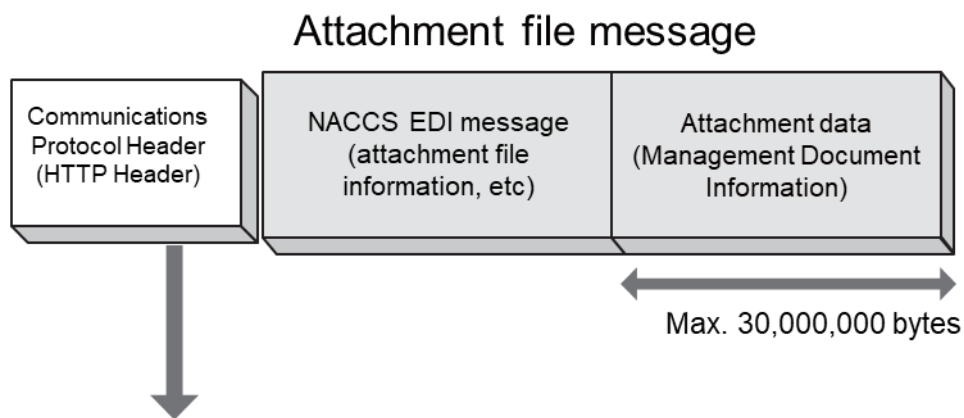 Attachment file message
Communications
Protocol Header
(HTTP Header)
NACCS EDI message
(attachment file
information, etc)
Attachment data
(Management Document
Information)
Max. 30,000,000 bytes